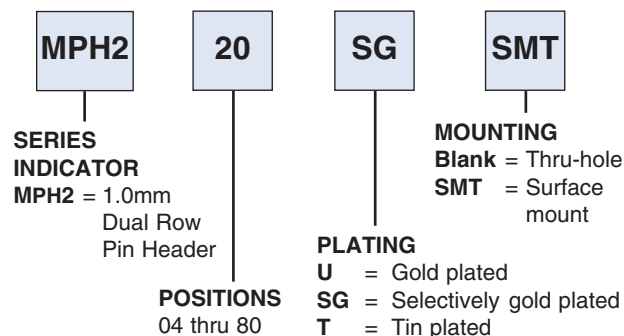 MPH2 20 SG SMT
SERIES
INDICATOR
MPH2 = 1.0mm
Dual Row
Pin Header
POSITIONS
04 thru 80
PLATING
U = Gold plated
SG = Selectively gold plated
T = Tin plated
MOUNTING
Blank = Thru-hole
SMT = Surface
mount